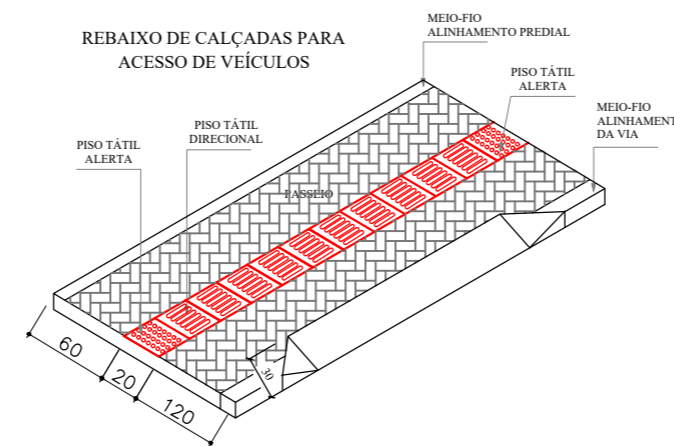 REBAIXO DE CALÇADAS PARA
ACESSO DE VEÍCULOS
MEIO-FIO
ALINHAMENTO PREDIAL
PISO TÁTIL
ALERTA
MEIO-FIO
ALINHAMENT
DA VIA
PISO TÁTIL
DIRECIONAL
PISO TÁTIL
ALERTA
PASSEIO
60
20
120
30